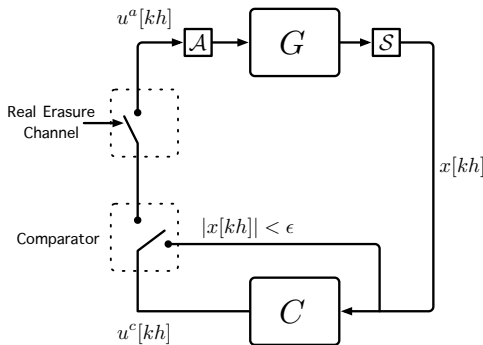 u^a[kh]
𝒜
G
𝒮
Real Erasure
Channel
x[kh]
|x[kh]| < ϵ
Comparator
C
u^c[kh]